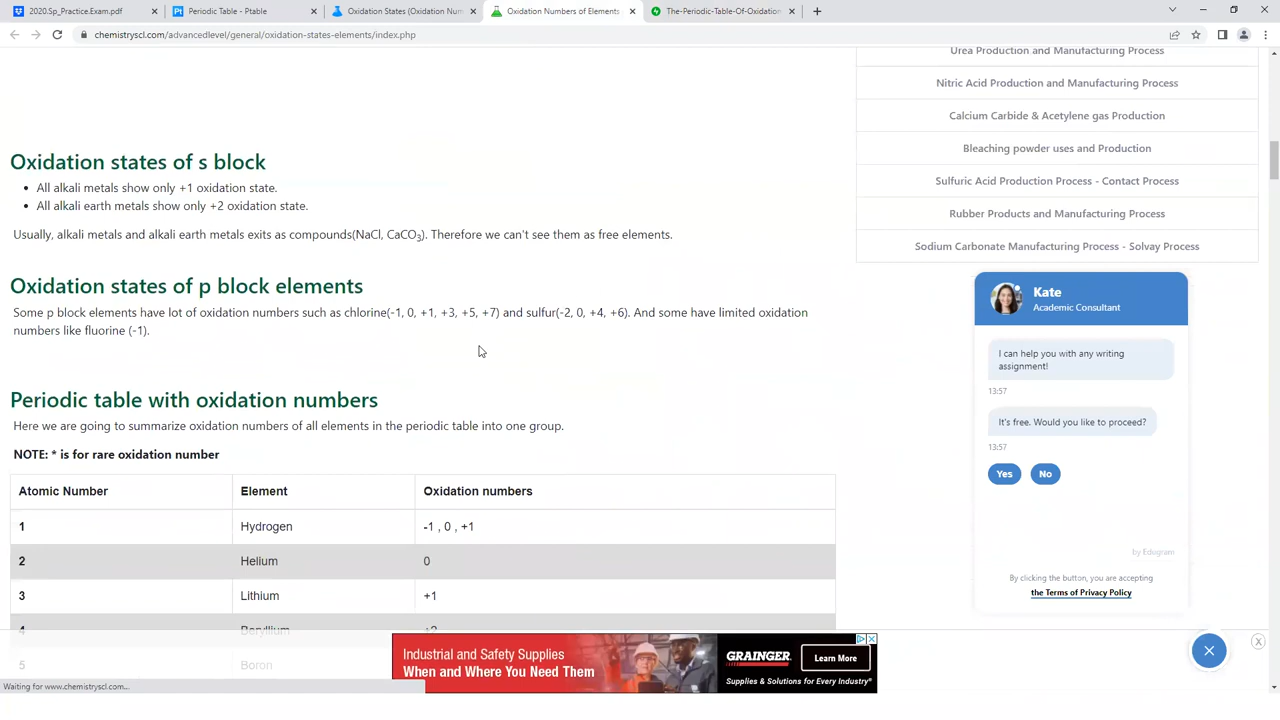 2020.Sp_Practice.Exam.pdf
Periodic Table - Ptable
Oxidation States (Oxidation Num
Oxidation Numbers of Elements
The-Periodic-Table-Of-Oxidation
chemistryscl.com/advancedlevel/general/oxidation-states-elements/index.php
Oxidation states of s block
• All alkali metals show only +1 oxidation state.
• All alkali earth metals show only +2 oxidation state.
Usually, alkali metals and alkali earth metals exits as compounds(NaCl, CaCO₃). Therefore we can't see them as free elements.
Oxidation states of p block elements
Some p block elements have lot of oxidation numbers such as chlorine(-1, 0, +1, +3, +5, +7) and sulfur(-2, 0, +4, +6). And some have limited oxidation
numbers like fluorine (-1).
Periodic table with oxidation numbers
Here we are going to summarize oxidation numbers of all elements in the periodic table into one group.
NOTE: * is for rare oxidation number
Atomic Number Element Oxidation numbers
1 Hydrogen -1 , 0 , +1
2 Helium 0
3 Lithium +1
4 Beryllium +2
5 Boron
Urea Production and Manufacturing Process
Nitric Acid Production and Manufacturing Process
Calcium Carbide & Acetylene gas Production
Bleaching powder uses and Production
Sulfuric Acid Production Process - Contact Process
Rubber Products and Manufacturing Process
Sodium Carbonate Manufacturing Process - Solvay Process
Kate
Academic Consultant
I can help you with any writing
assignment!
13:57
It's free. Would you like to proceed?
13:57
Yes No
by Edugram
By clicking the button, you are accepting
the Terms of Privacy Policy
Industrial and Safety Supplies
When and Where You Need Them
GRAINGER
Learn More
Supplies & Solutions for Every Industry
Waiting for www.chemistryscl.com...